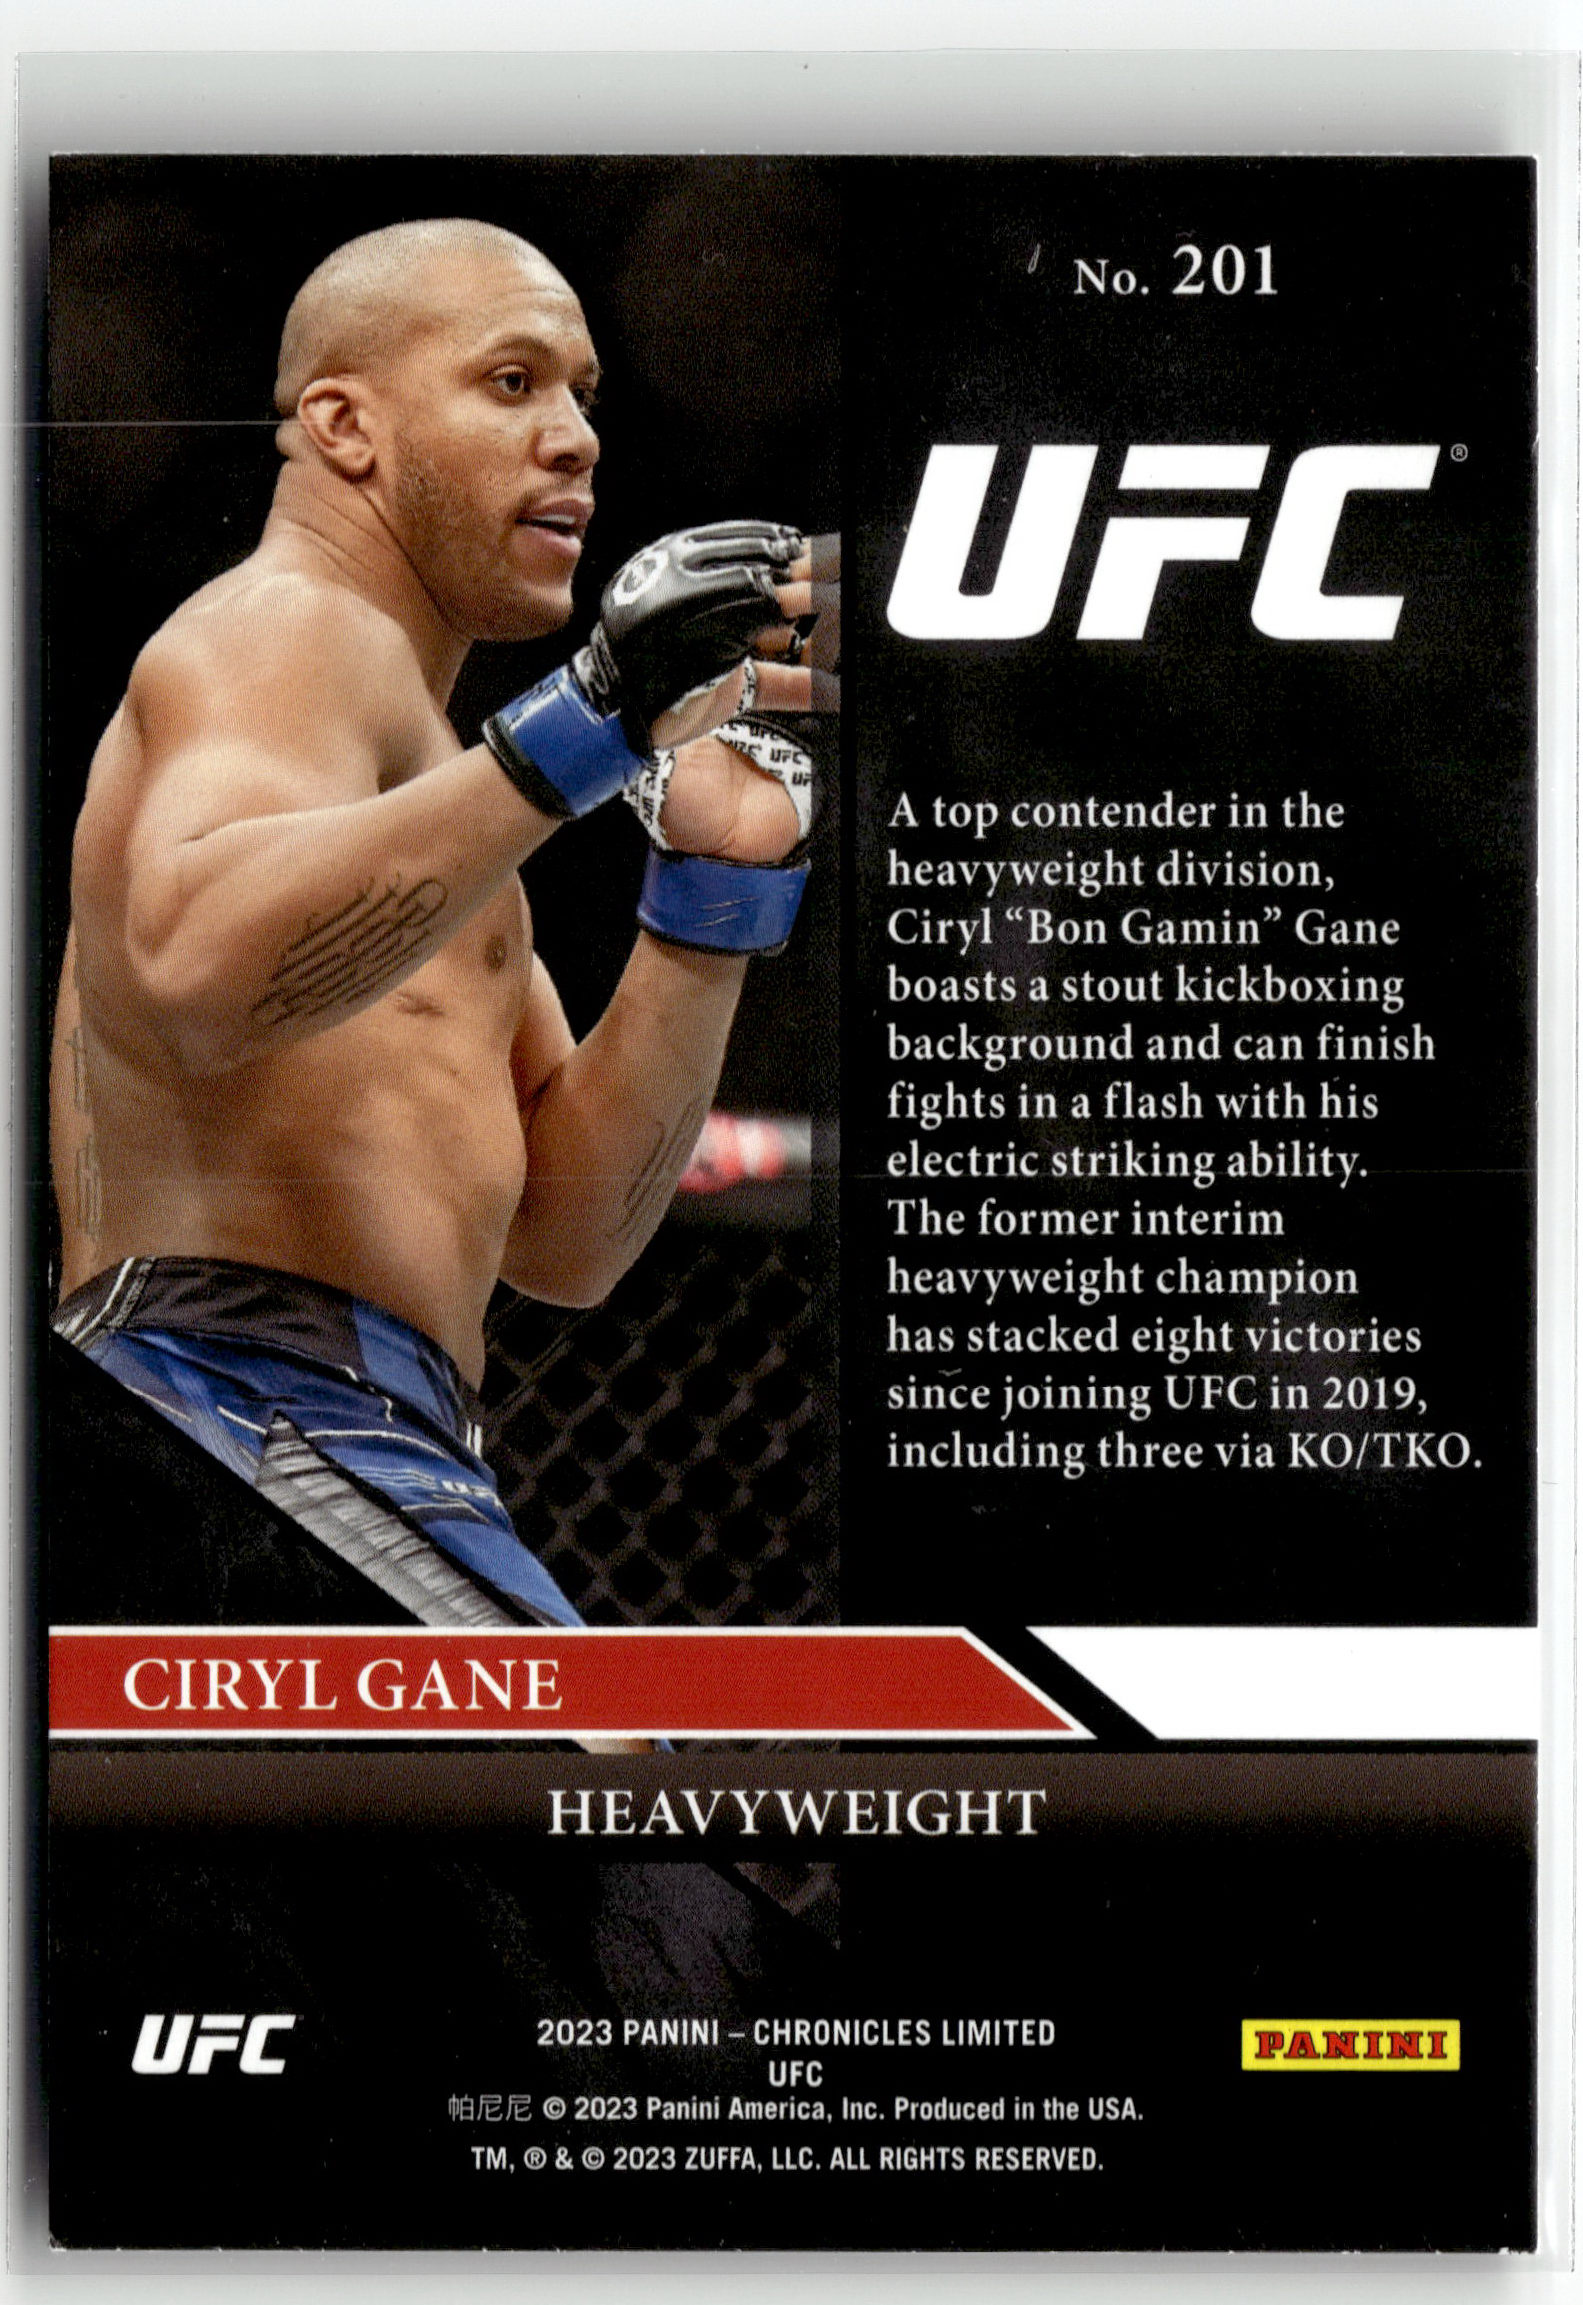 No. 201
UFC®
A top contender in the
heavyweight division,
Ciryl “Bon Gamin” Gane
boasts a stout kickboxing
background and can finish
fights in a flash with his
electric striking ability.
The former interim
heavyweight champion
has stacked eight victories
since joining UFC in 2019,
including three via KO/TKO.
CIRYL GANE
HEAVYWEIGHT
UFC
2023 PANINI – CHRONICLES LIMITED
UFC
帕尼尼 © 2023 Panini America, Inc. Produced in the USA.
TM, ® & © 2023 ZUFFA, LLC. ALL RIGHTS RESERVED.
PANINI